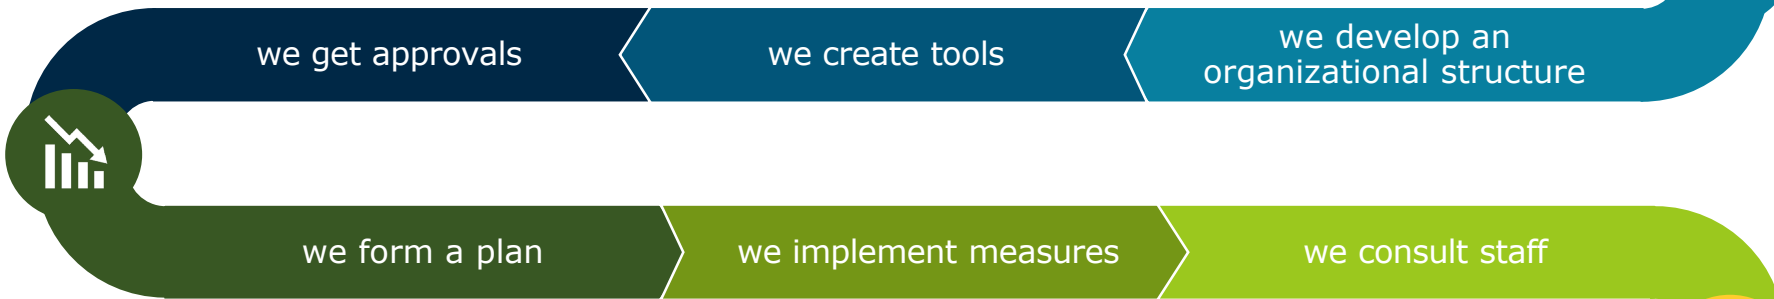 we get approvals
we create tools
we develop an
organizational structure
we form a plan
we implement measures
we consult staff